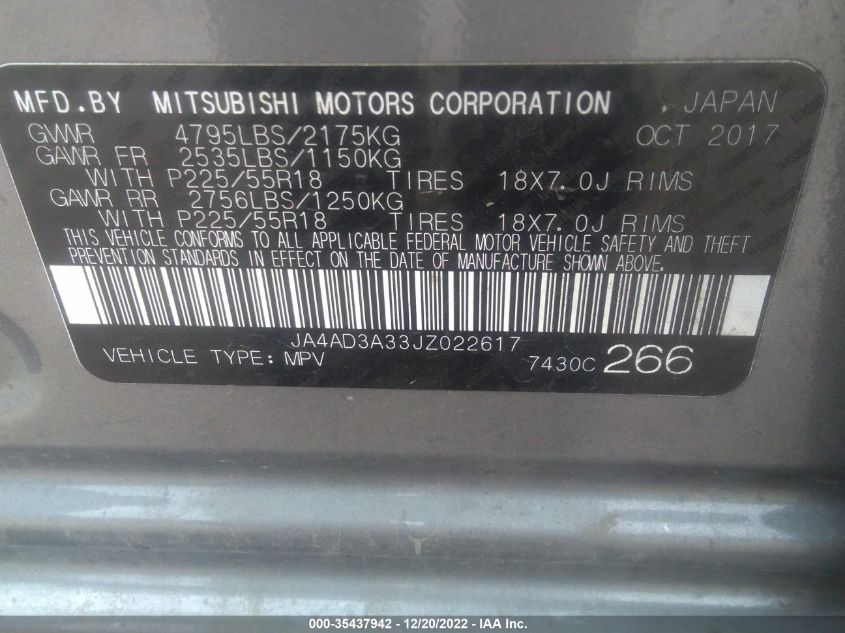 MFD.BY MITSUBISHI MOTORS CORPORATION JAPAN
GVWR 4795LBS/2175KG OCT 2017
GAWR FR 2535LBS/1150KG
WITH P225/55R18 TIRES 18X7.0J RIMS
GAWR RR 2756LBS/1250KG
WITH P225/55R18 TIRES 18X7.0J RIMS
THIS VEHICLE CONFORMS TO ALL APPLICABLE FEDERAL MOTOR VEHICLE SAFETY AND THEFT
PREVENTION STANDARDS IN EFFECT ON THE DATE OF MANUFACTURE SHOWN ABOVE.
JA4AD3A33JZ022617
VEHICLE TYPE: MPV 7430C 266
000-35437942 - 12/20/2022 - IAA Inc.